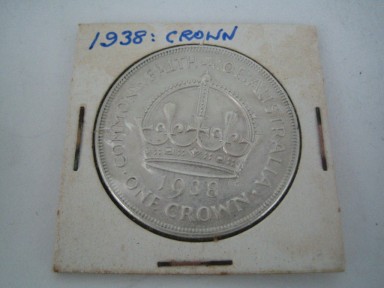 1938: CROWN
COMMONWEALTH · OF · AUSTRALIA
1938
· ONE CROWN ·